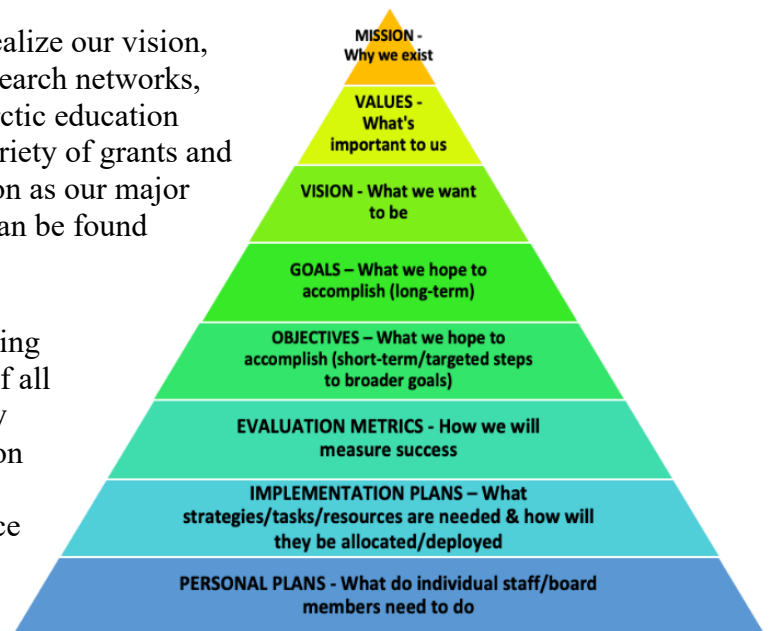 ealize our vision,
earch networks,
ctic education
riety of grants and
on as our major
an be found
ing
f all
y
on
ce
MISSION -
Why we exist
VALUES -
What's
important to us
VISION - What we want
to be
GOALS – What we hope to
accomplish (long-term)
OBJECTIVES – What we hope to
accomplish (short-term/targeted steps
to broader goals)
EVALUATION METRICS - How we will
measure success
IMPLEMENTATION PLANS – What
strategies/tasks/resources are needed & how will
they be allocated/deployed
PERSONAL PLANS - What do individual staff/board
members need to do